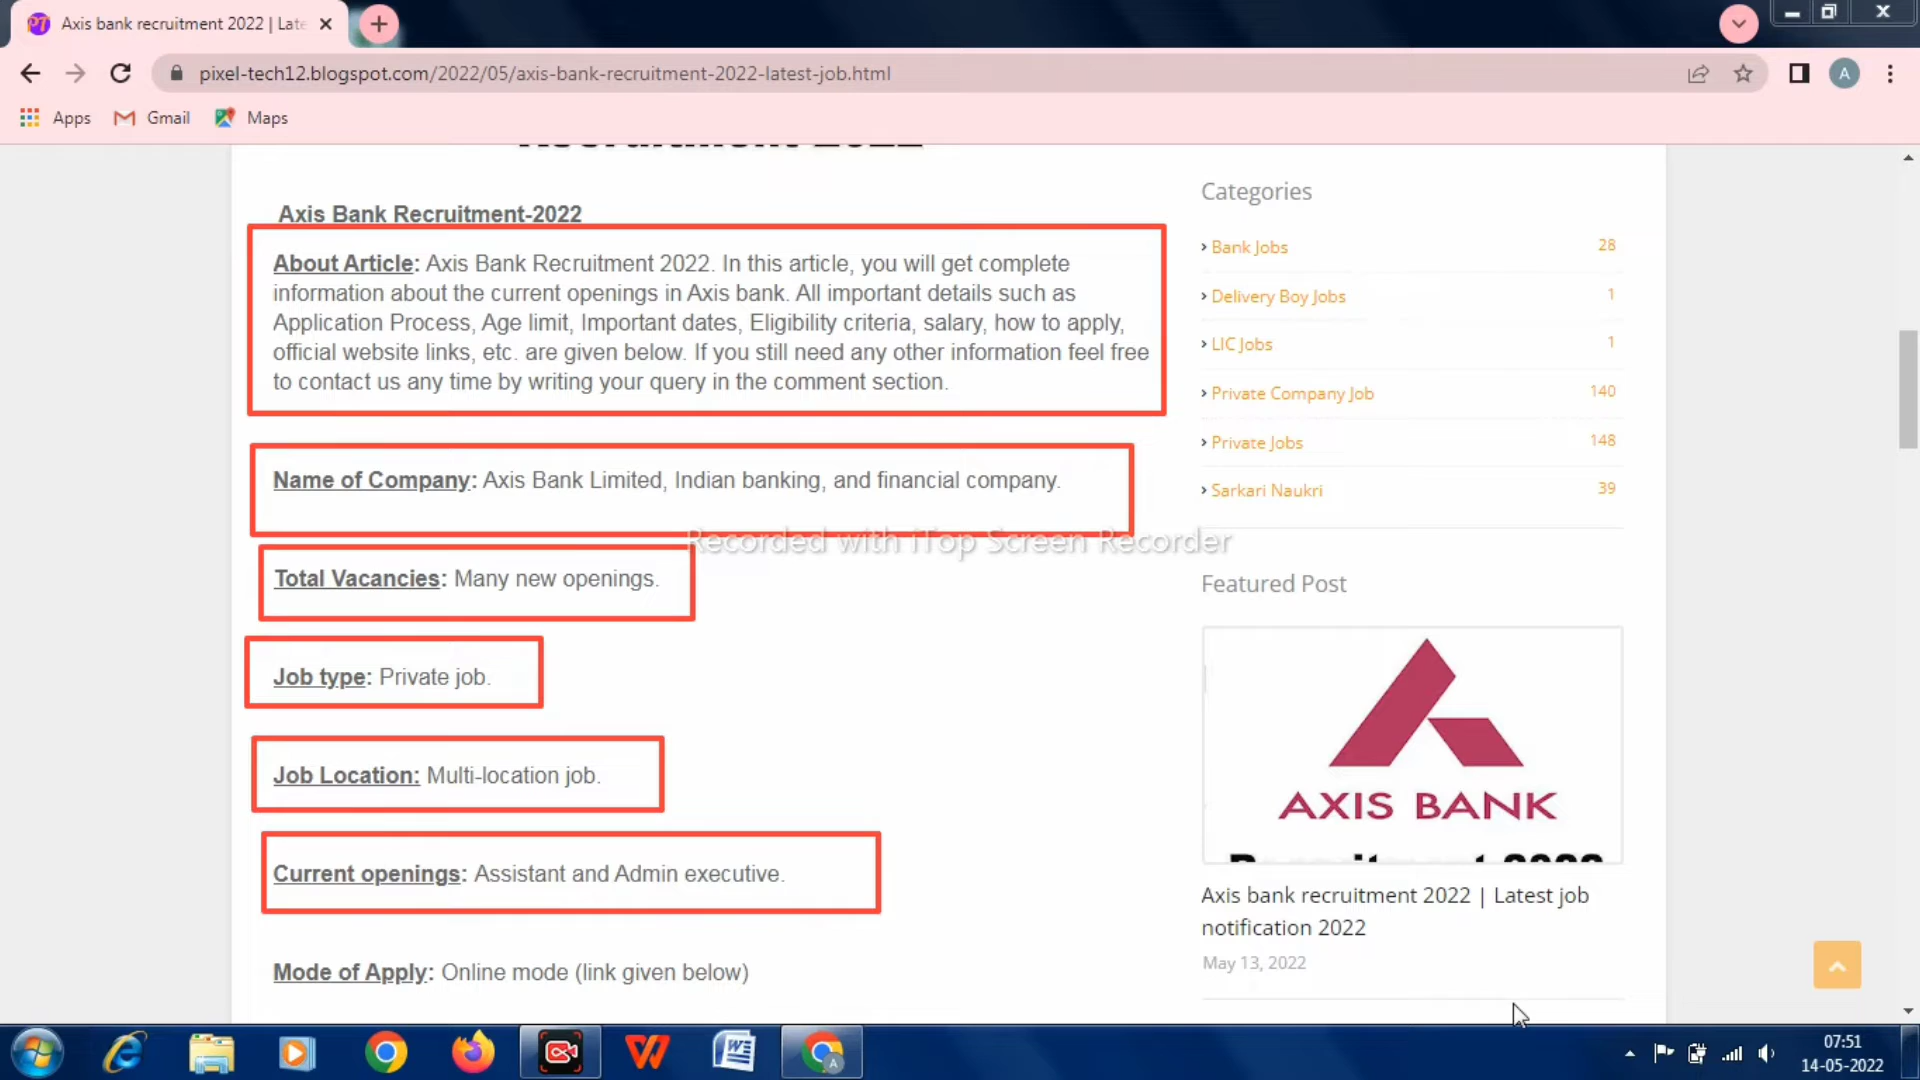 Axis bank recruitment 2022 | Late
pixel-tech12.blogspot.com/2022/05/axis-bank-recruitment-2022-latest-job.html
A
Apps
Gmail
Maps
Recruitment 2022
Axis Bank Recruitment-2022
About Article: Axis Bank Recruitment 2022. In this article, you will get complete
information about the current openings in Axis bank. All important details such as
Application Process, Age limit, Important dates, Eligibility criteria, salary, how to apply,
official website links, etc. are given below. If you still need any other information feel free
to contact us any time by writing your query in the comment section.
Name of Company: Axis Bank Limited, Indian banking, and financial company.
Total Vacancies: Many new openings.
Job type: Private job.
Job Location: Multi-location job.
Current openings: Assistant and Admin executive.
Mode of Apply: Online mode (link given below)
Recorded with iTop Screen Recorder
Categories
Bank Jobs 28
Delivery Boy Jobs 1
LIC Jobs 1
Private Company Job 140
Private Jobs 148
Sarkari Naukri 39
Featured Post
AXIS BANK
Recruitment 2022
Axis bank recruitment 2022 | Latest job
notification 2022
May 13, 2022
07:51
14-05-2022